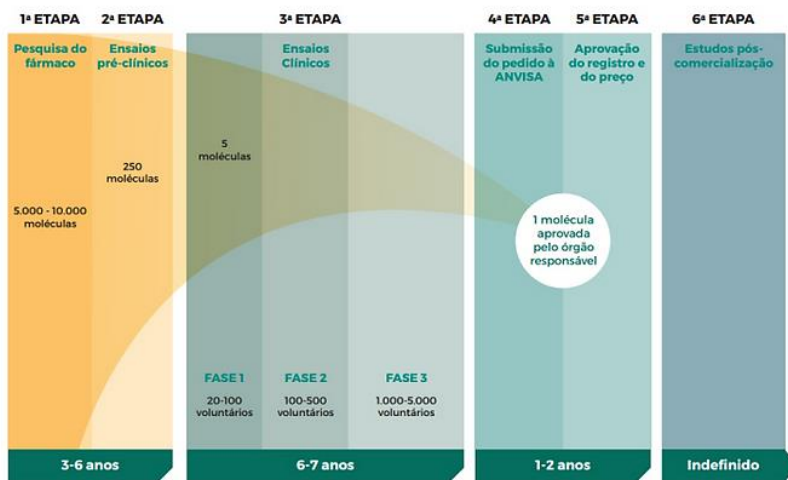 1ª ETAPA
2ª ETAPA
3ª ETAPA
4ª ETAPA
5ª ETAPA
6ª ETAPA
Pesquisa do
fármaco
Ensaios
pré-clínicos
Ensaios
Clínicos
Submissão
do pedido à
ANVISA
Aprovação
do registro e
do preço
Estudos pós-
comercialização
5.000 - 10.000
moléculas
250
moléculas
5
moléculas
1 molécula
aprovada
pelo órgão
responsável
FASE 1
20-100
voluntários
FASE 2
100-500
voluntários
FASE 3
1.000-5.000
voluntários
3-6 anos
6-7 anos
1-2 anos
Indefinido